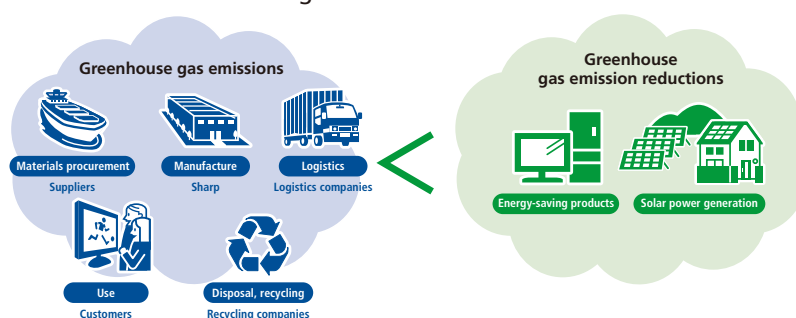 Greenhouse gas emissions
Materials procurement
Suppliers
Manufacture
Sharp
Logistics
Logistics companies
Use
Customers
Disposal, recycling
Recycling companies
<
Greenhouse
gas emission reductions
Energy-saving products
Solar power generation